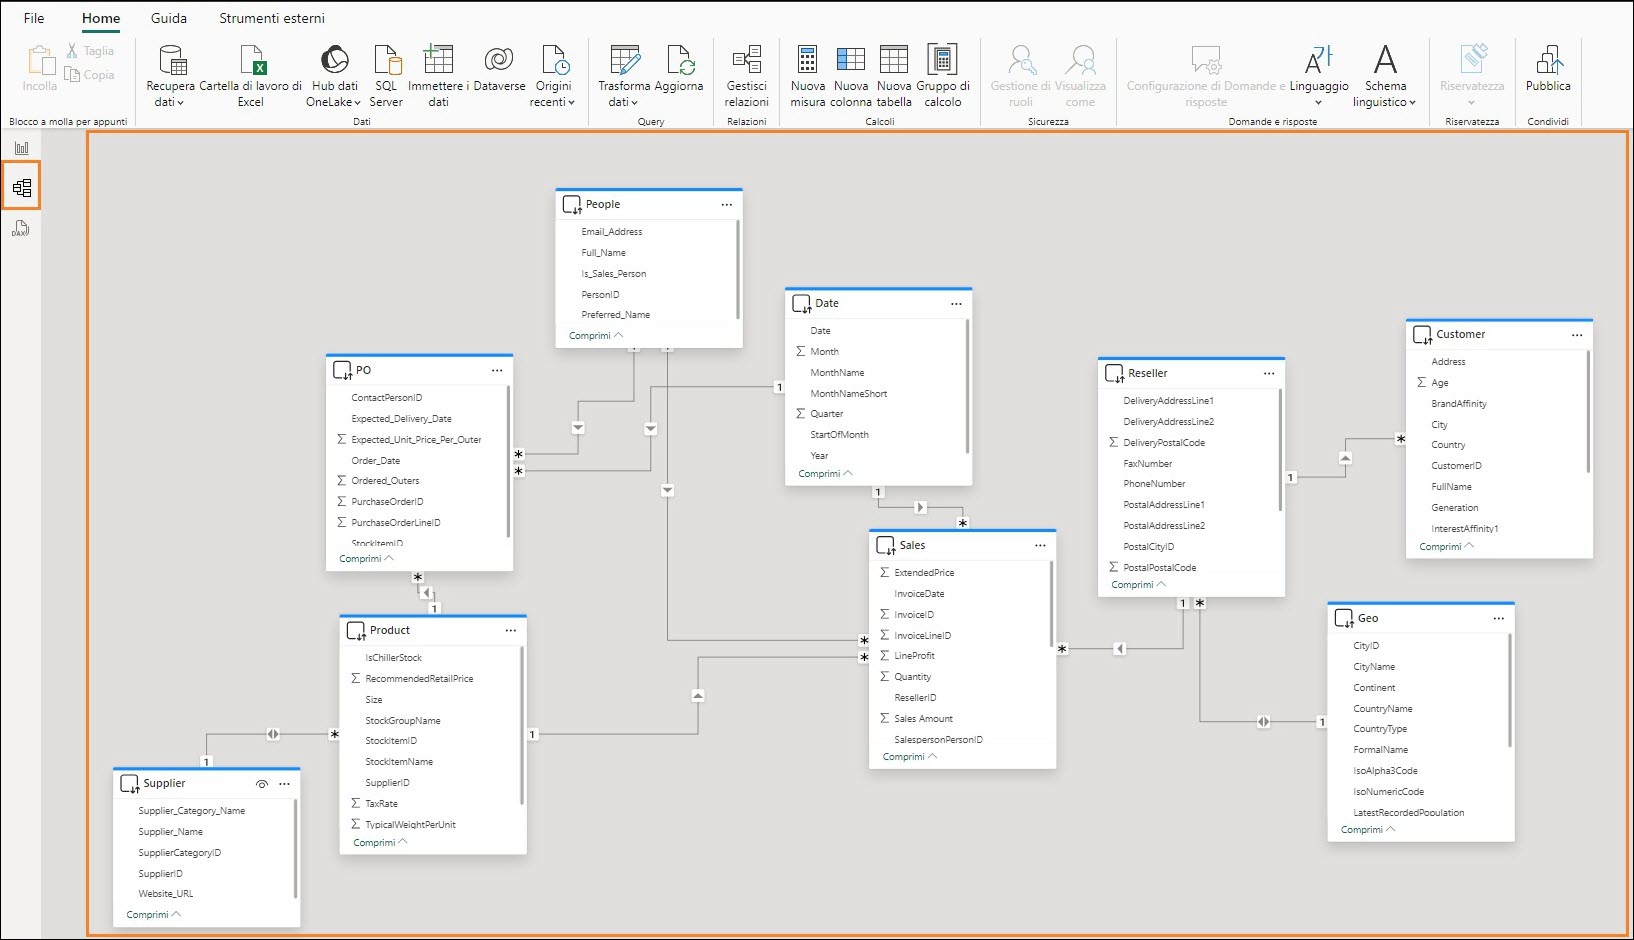 File Home Guida Strumenti esterni
Incolla
Taglia
Copia
Blocco a molla per appunti
Recupera dati
Cartella di lavoro di Excel
Hub dati OneLake
SQL Server
Immettere i dati
Dataverse
Origini recenti
Dati
Trasforma dati
Aggiorna
Query
Gestisci relazioni
Relazioni
Nuova misura
Nuova colonna
Nuova tabella
Gruppo di calcolo
Calcoli
Gestione di ruoli
Visualizza come
Sicurezza
Configurazione di Domande e risposte
Linguaggio
Schema linguistico
Domande e risposte
Riservatezza
Riservatezza
Pubblica
Condividi
DAX
People
Email_Address
Full_Name
Is_Sales_Person
PersonID
Preferred_Name
Comprimi
Date
Date
Month
MonthName
MonthNameShort
Quarter
StartOfMonth
Year
Comprimi
PO
ContactPersonID
Expected_Delivery_Date
Expected_Unit_Price_Per_Outer
Order_Date
Ordered_Outers
PurchaseOrderID
PurchaseOrderLineID
StockItemID
Comprimi
Reseller
DeliveryAddressLine1
DeliveryAddressLine2
DeliveryPostalCode
FaxNumber
PhoneNumber
PostalAddressLine1
PostalAddressLine2
PostalCityID
PostalPostalCode
Comprimi
Customer
Address
Age
BrandAffinity
City
Country
CustomerID
FullName
Generation
InterestAffinity1
Comprimi
Sales
ExtendedPrice
InvoiceDate
InvoiceID
InvoiceLineID
LineProfit
Quantity
ResellerID
Sales Amount
SalespersonPersonID
Comprimi
Product
IsChillerStock
RecommendedRetailPrice
Size
StockGroupName
StockItemID
StockItemName
SupplierID
TaxRate
TypicalWeightPerUnit
Comprimi
Geo
CityID
CityName
Continent
CountryName
CountryType
FormalName
IsoAlpha3Code
IsoNumericCode
LatestRecordedPopulation
Comprimi
Supplier
Supplier_Category_Name
Supplier_Name
SupplierCategoryID
SupplierID
Website_URL
Comprimi
1
*
*
1
*
*
1
*
1
*
1
*
*
1
*
1
*
1
*
1